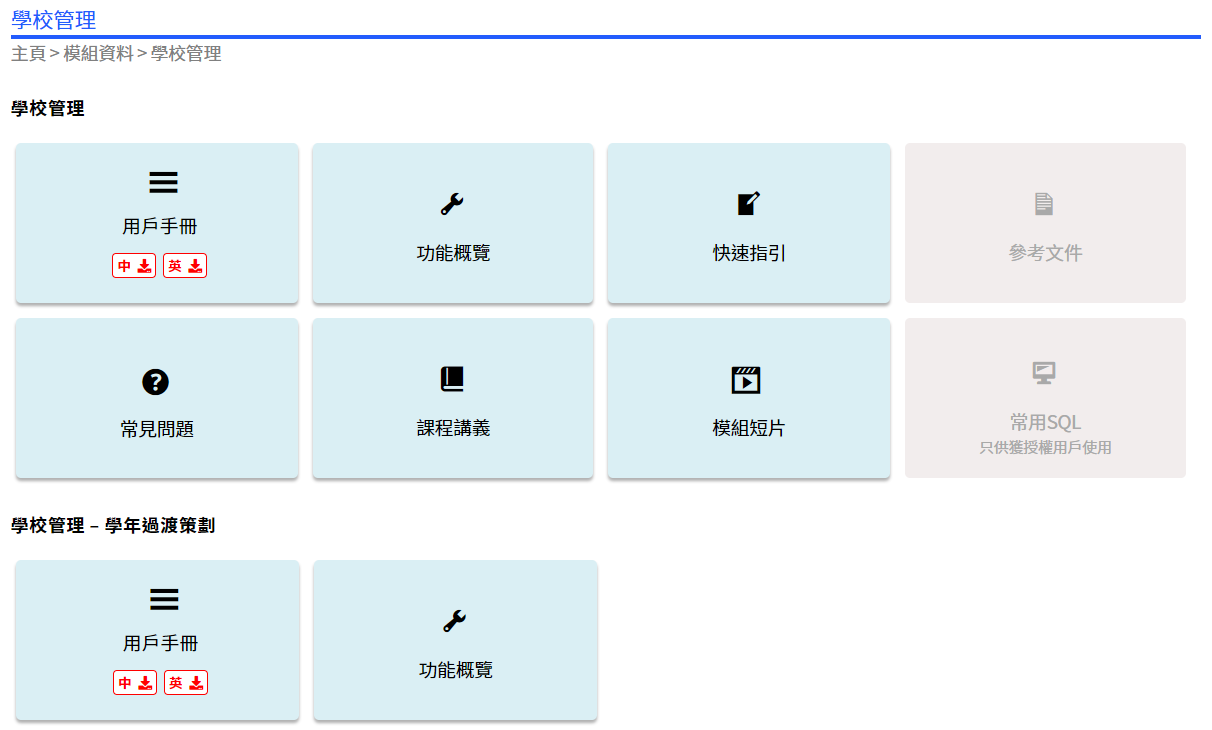 學校管理
主頁 > 模組資料 > 學校管理
學校管理
用戶手冊
中 英
功能概覽
快速指引
參考文件
常見問題
課程講義
模組短片
常用SQL
只供獲授權用戶使用
學校管理 – 學年過渡策劃
用戶手冊
中 英
功能概覽